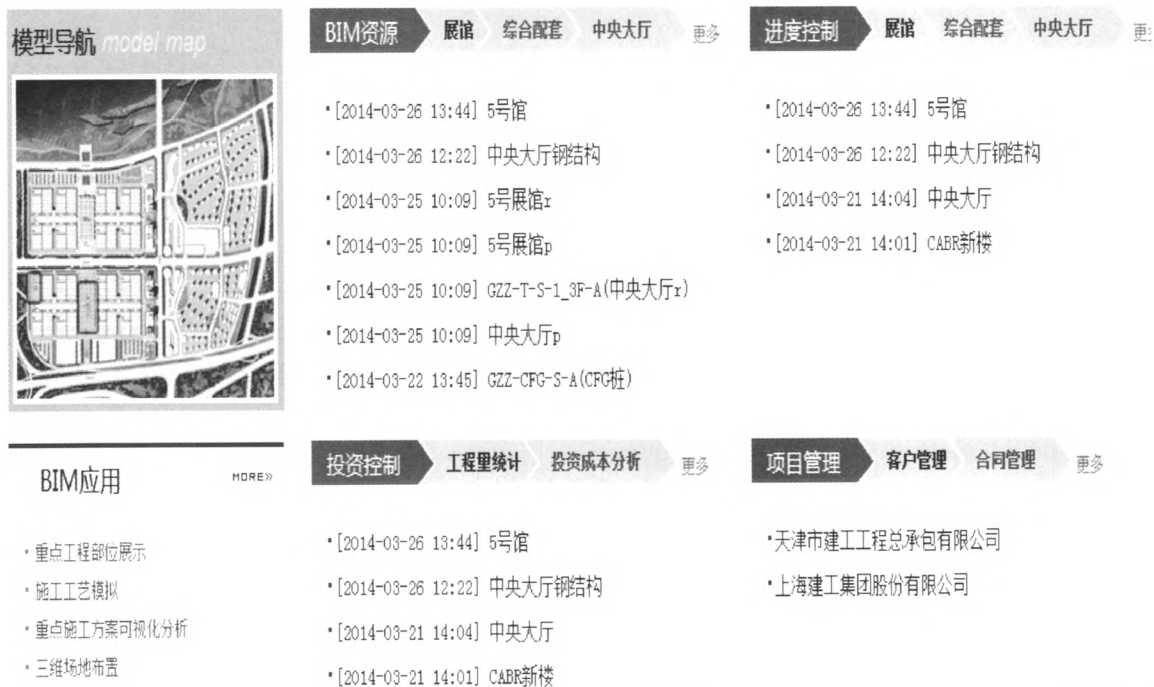 模型导航 model map
BIM资源 展馆 综合配套 中央大厅 更多
[2014-03-26 13:44] 5号馆
[2014-03-26 12:22] 中央大厅钢结构
[2014-03-25 10:09] 5号展馆r
[2014-03-25 10:09] 5号展馆p
[2014-03-25 10:09] GZZ-T-S-1_3F-A(中央大厅r)
[2014-03-25 10:09] 中央大厅p
[2014-03-22 13:45] GZZ-CFG-S-A(CFG桩)
进度控制 展馆 综合配套 中央大厅
[2014-03-26 13:44] 5号馆
[2014-03-26 12:22] 中央大厅钢结构
[2014-03-21 14:04] 中央大厅
[2014-03-21 14:01] CABR新楼
BIM应用 MORE»
重点工程部位展示
施工工艺模拟
重点施工方案可视化分析
三维场地布置
投资控制 工程量统计 投资成本分析 更多
[2014-03-26 13:44] 5号馆
[2014-03-26 12:22] 中央大厅钢结构
[2014-03-21 14:04] 中央大厅
[2014-03-21 14:01] CABR新楼
项目管理 客户管理 合同管理 更多
天津市建工工程总承包有限公司
上海建工集团股份有限公司